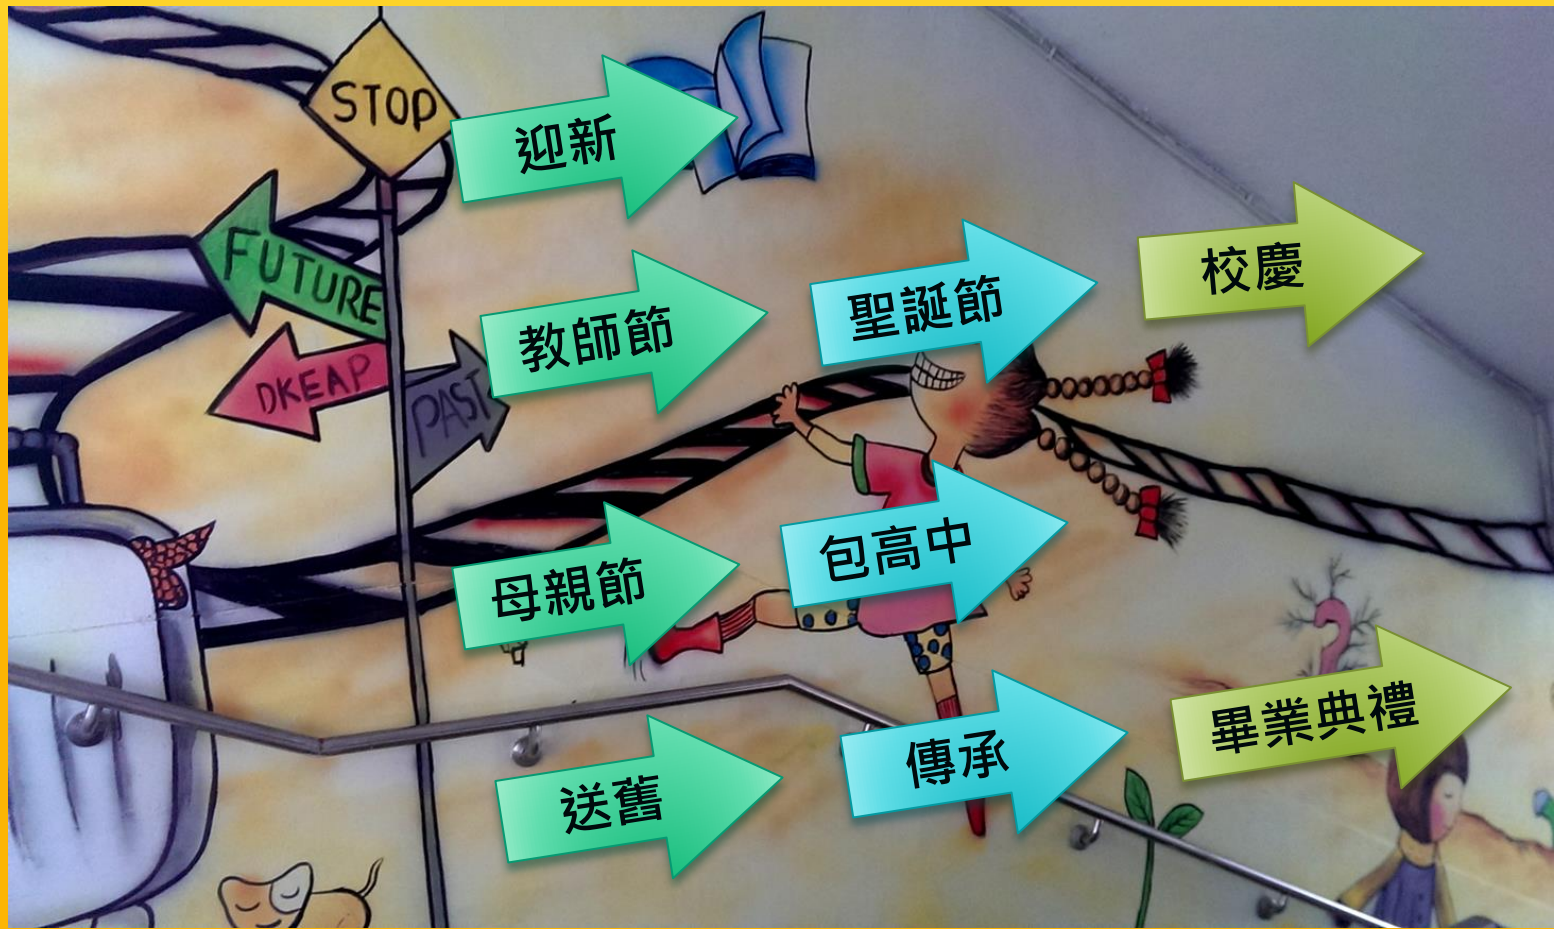 STOP
迎新
FUTURE
校慶
聖誕節
教師節
DKEAP
PAST
包高中
母親節
畢業典禮
傳承
送舊